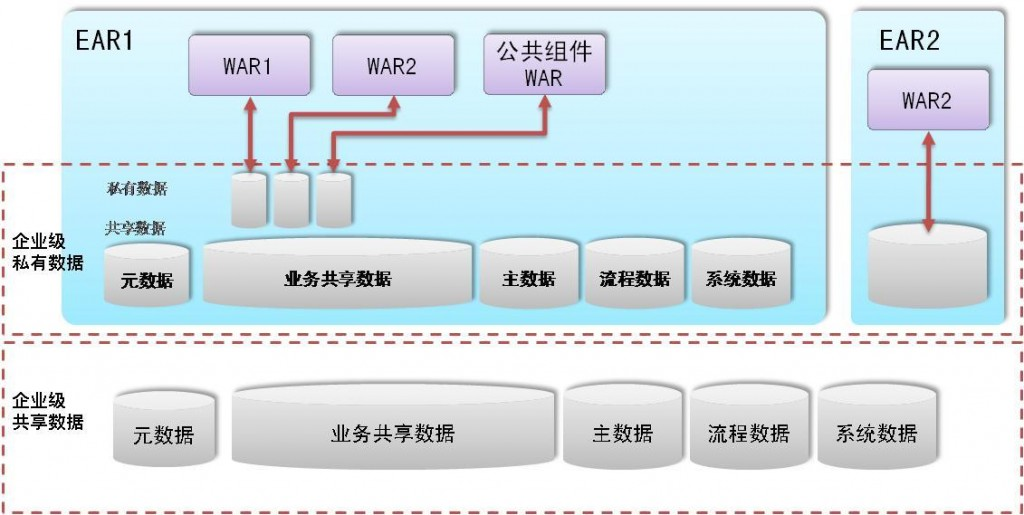 EAR1
EAR2
WAR1
WAR2
公共组件
WAR
WAR2
私有数据
共享数据
企业级
私有数据
元数据
业务共享数据
主数据
流程数据
系统数据
企业级
共享数据
元数据
业务共享数据
主数据
流程数据
系统数据